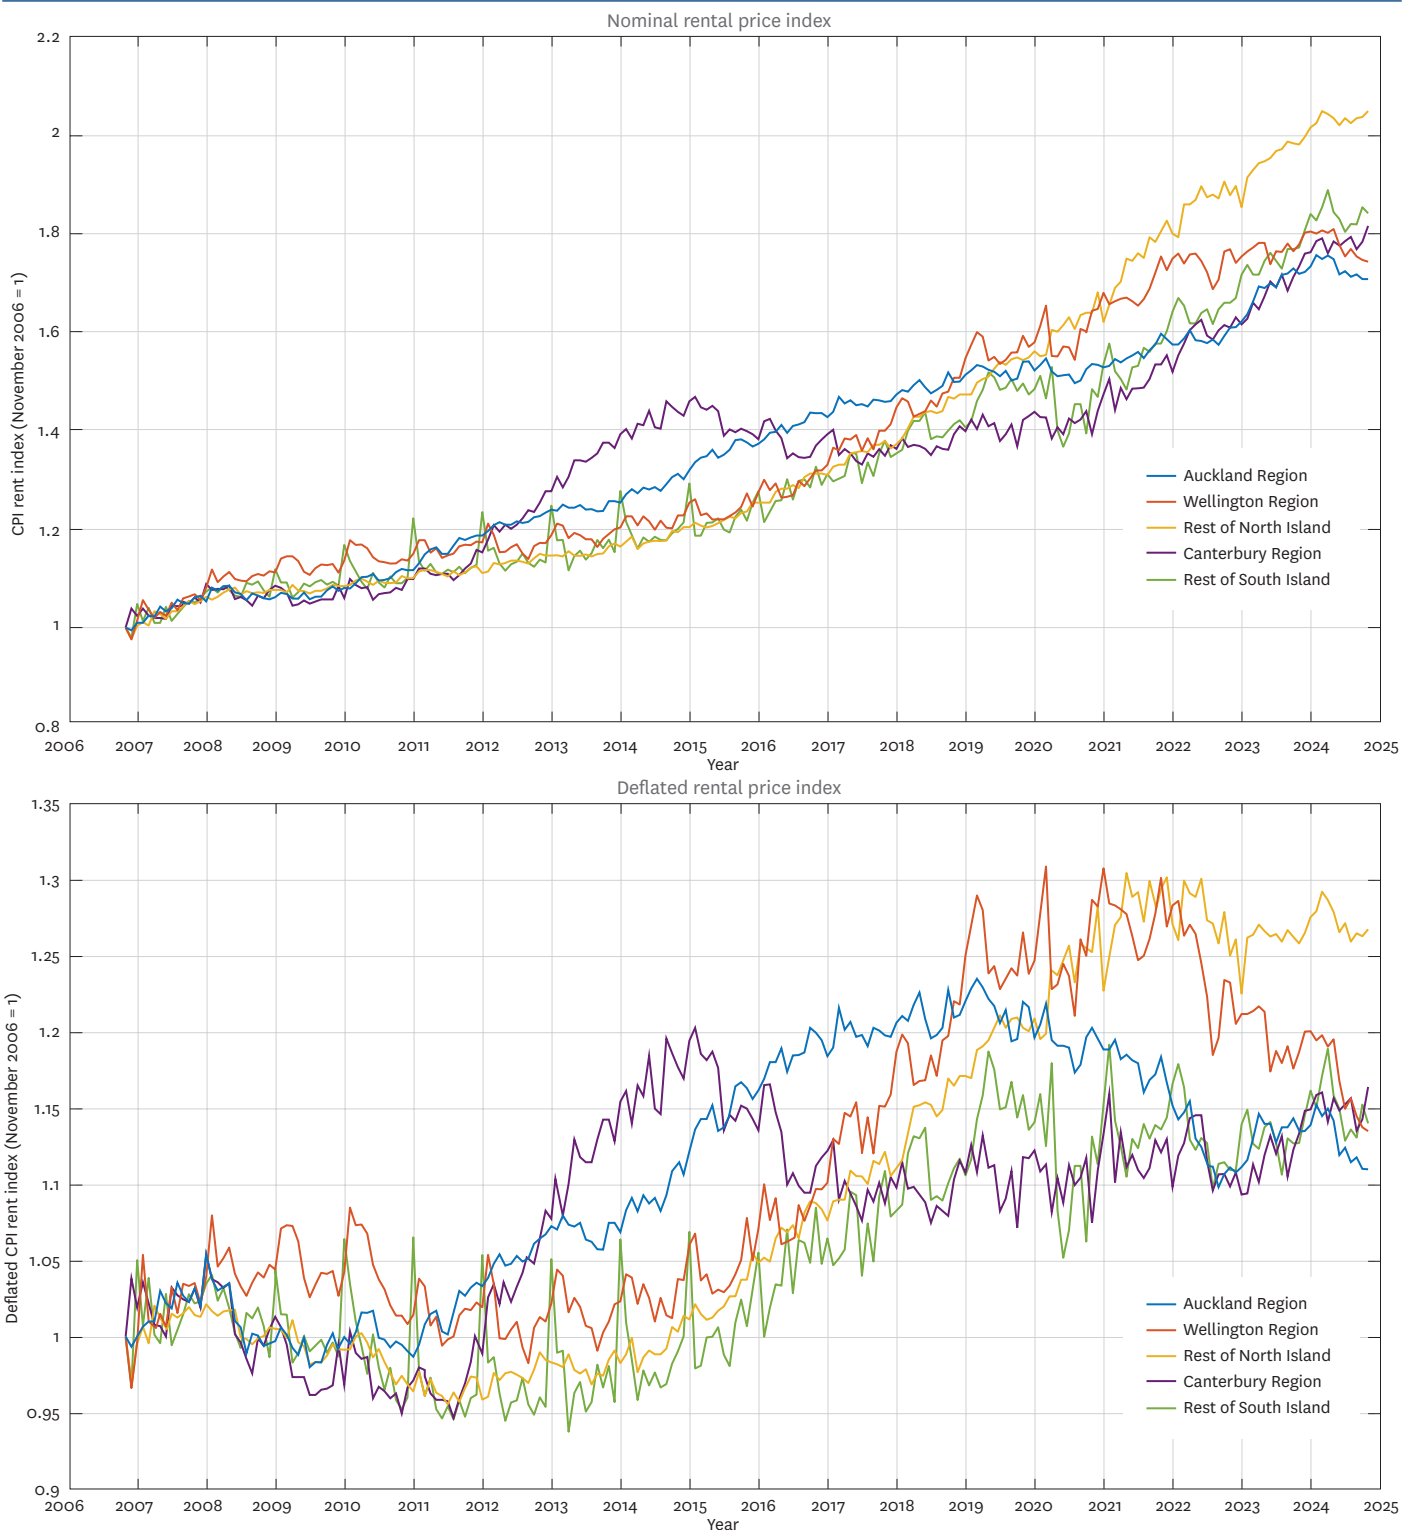 Nominal rental price index
2.2
2
1.8
1.6
1.4
1.2
1
0.8
CPI rent index (November 2006 = 1)
Auckland Region
Wellington Region
Rest of North Island
Canterbury Region
Rest of South Island
2006 2007 2008 2009 2010 2011 2012 2013 2014 2015 2016 2017 2018 2019 2020 2021 2022 2023 2024 2025
Year
Deflated rental price index
1.35
1.3
1.25
1.2
1.15
1.1
1.05
1
0.95
0.9
Deflated CPI rent index (November 2006 = 1)
Auckland Region
Wellington Region
Rest of North Island
Canterbury Region
Rest of South Island
2006 2007 2008 2009 2010 2011 2012 2013 2014 2015 2016 2017 2018 2019 2020 2021 2022 2023 2024 2025
Year